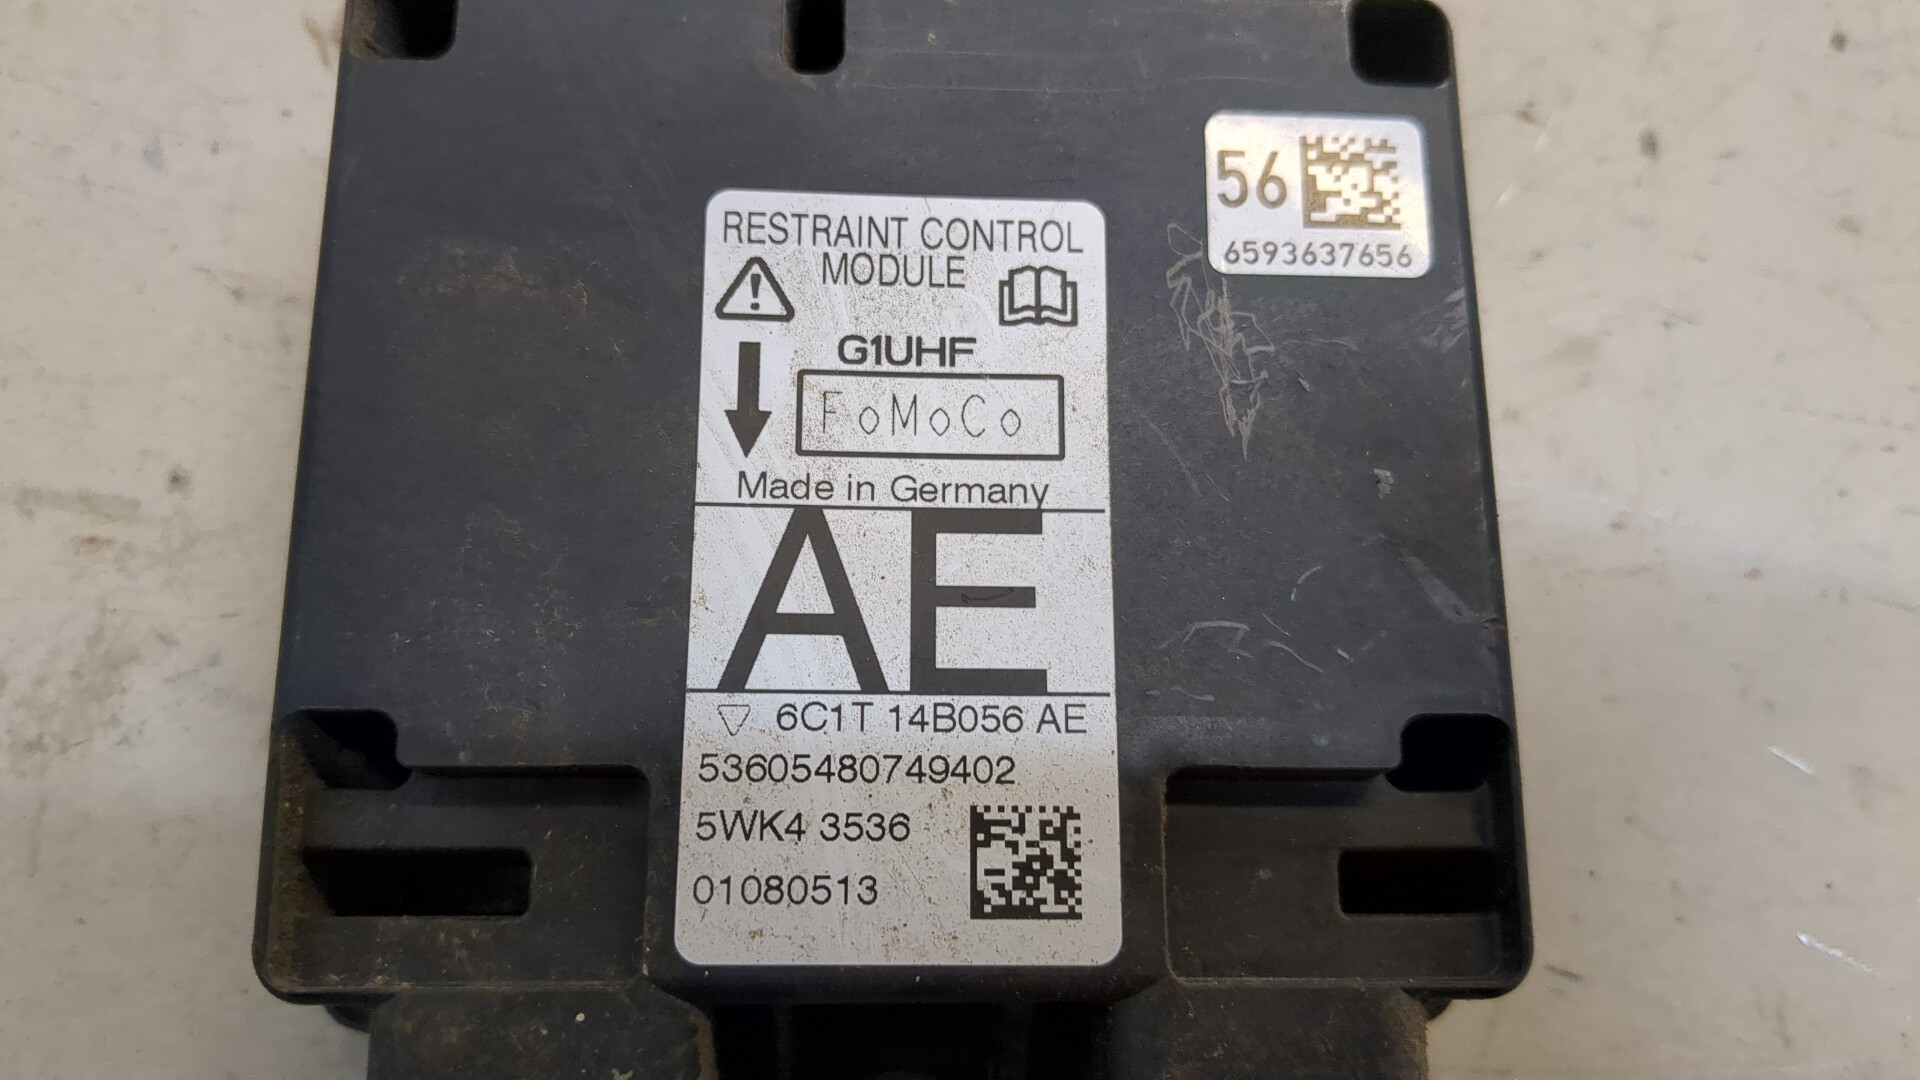 56
6593637656
RESTRAINT CONTROL
MODULE
G1UHF
FoMoCo
Made in Germany
AE
6C1T 14B056 AE
53605480749402
5WK4 3536
01080513